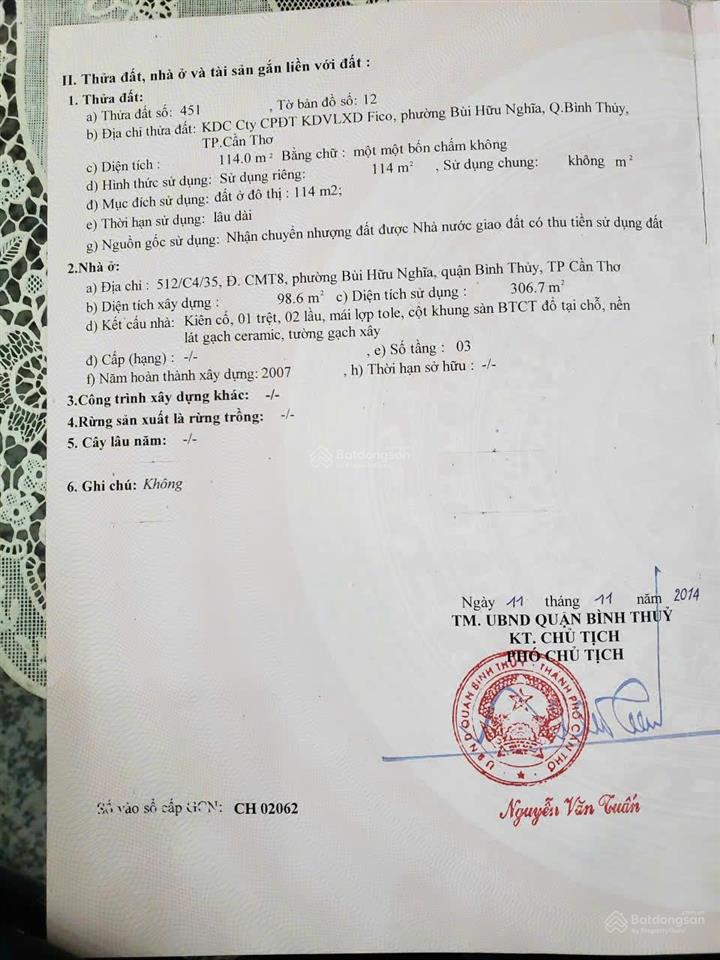 II. Thửa đất, nhà ở và tài sản gắn liền với đất :
1. Thửa đất:
a) Thửa đất số: 451 , Tờ bản đồ số: 12
b) Địa chỉ thửa đất: KDC Cty CPĐT KDVLXD Fico, phường Bùi Hữu Nghĩa, Q.Bình Thủy,
TP.Cần Thơ
c) Diện tích : 114.0 m² Bằng chữ : một một bốn chấm không
d) Hình thức sử dụng: Sử dụng riêng: 114 m² , Sử dụng chung: không m²
đ) Mục đích sử dụng: đất ở đô thị : 114 m2;
e) Thời hạn sử dụng: lâu dài
g) Nguồn gốc sử dụng: Nhận chuyển nhượng đất được Nhà nước giao đất có thu tiền sử dụng đất
2.Nhà ở:
a) Địa chỉ : 512/C4/35, Đ. CMT8, phường Bùi Hữu Nghĩa, quận Bình Thủy, TP Cần Thơ
b) Diện tích xây dựng : 98.6 m² c) Diện tích sử dụng : 306.7 m²
d) Kết cấu nhà: Kiên cố, 01 trệt, 02 lầu, mái lợp tole, cột khung sàn BTCT đổ tại chỗ, nền
lát gạch ceramic, tường gạch xây
đ) Cấp (hạng) : -/- , e) Số tầng : 03
f) Năm hoàn thành xây dựng: 2007 , h) Thời hạn sở hữu : -/-
3.Công trình xây dựng khác: -/-
4.Rừng sản xuất là rừng trồng: -/-
5. Cây lâu năm: -/-
Batdongsan
6. Ghi chú: Không
Ngày 11 tháng 11 năm 2014
TM. UBND QUẬN BÌNH THUỶ
KT. CHỦ TỊCH
PHÓ CHỦ TỊCH
U.B.N.D QUẬN BÌNH THỦY - THÀNH PHỐ CẦN THƠ
Nguyễn Văn Tuấn
Số vào sổ cấp GCN: CH 02062
Batdongsan
by PropertyGuru